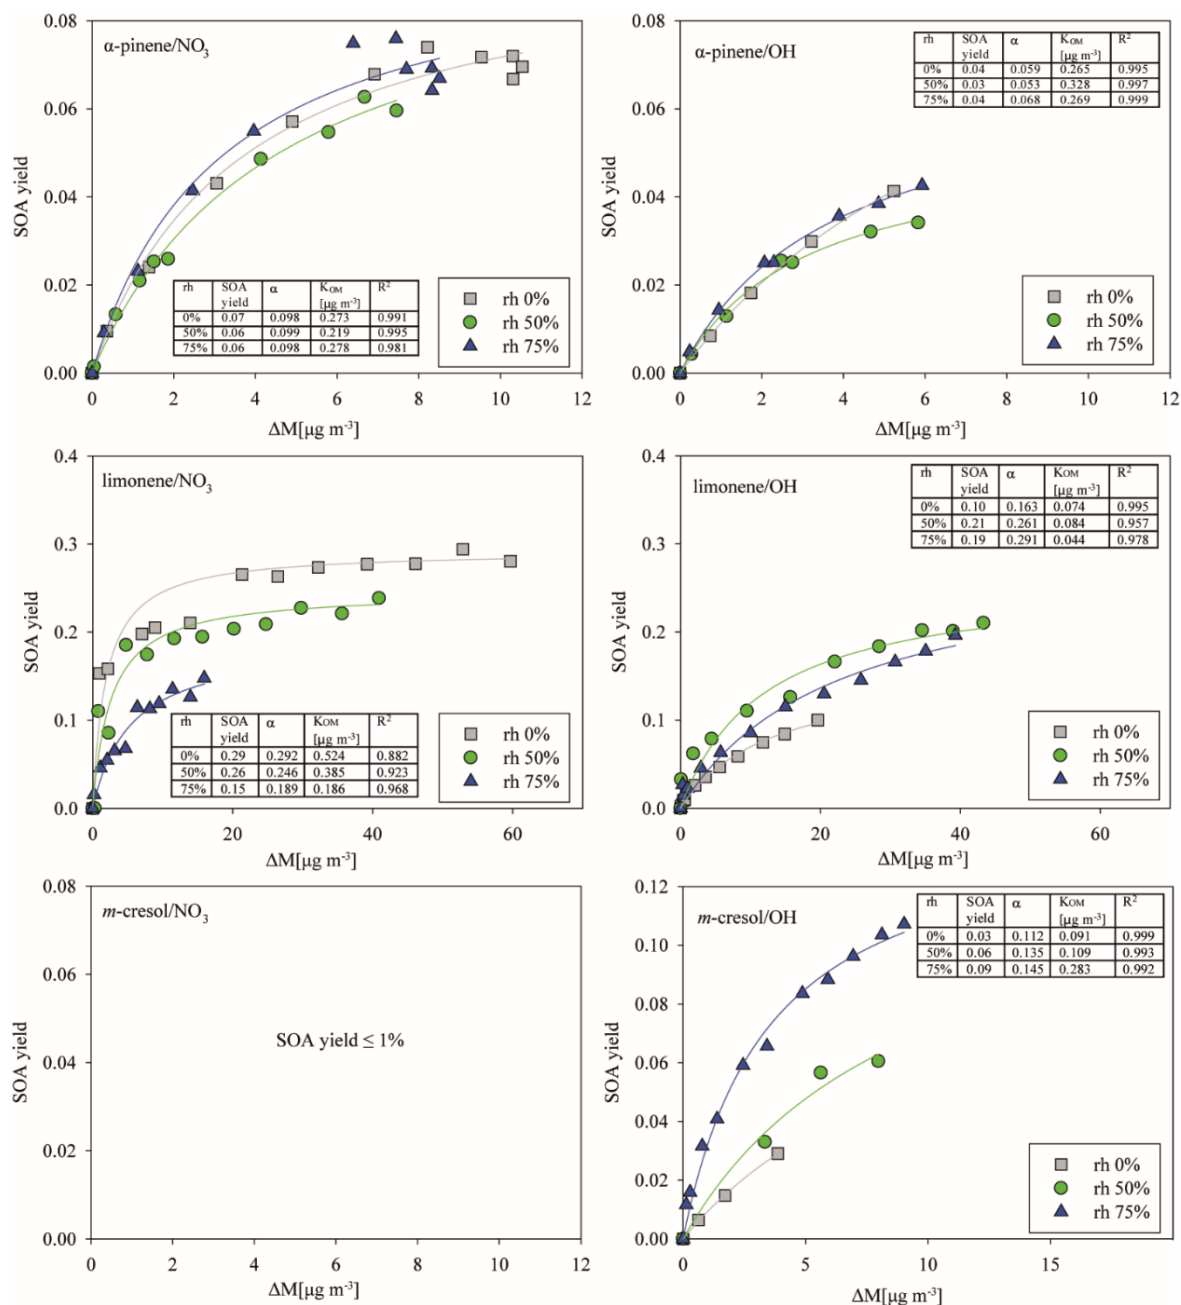 α-pinene/NO3
SOA yield
0.08
0.06
0.04
0.02
0.00
0 2 4 6 8 10 12
ΔM[µg m-3]
rh SOA yield α KOM [µg m-3] R2
0% 0.07 0.098 0.273 0.991
50% 0.06 0.099 0.219 0.995
75% 0.06 0.098 0.278 0.981
rh 0%
rh 50%
rh 75%
α-pinene/OH
SOA yield
0.08
0.06
0.04
0.02
0.00
0 2 4 6 8 10 12
ΔM[µg m-3]
rh SOA yield α KOM [µg m-3] R2
0% 0.04 0.059 0.265 0.995
50% 0.03 0.053 0.328 0.997
75% 0.04 0.068 0.269 0.999
rh 0%
rh 50%
rh 75%
limonene/NO3
SOA yield
0.4
0.3
0.2
0.1
0.0
0 20 40 60
ΔM[µg m-3]
rh SOA yield α KOM [µg m-3] R2
0% 0.29 0.292 0.524 0.882
50% 0.26 0.246 0.385 0.923
75% 0.15 0.189 0.186 0.968
rh 0%
rh 50%
rh 75%
limonene/OH
SOA yield
0.4
0.3
0.2
0.1
0.0
0 20 40 60
ΔM[µg m-3]
rh SOA yield α KOM [µg m-3] R2
0% 0.10 0.163 0.074 0.995
50% 0.21 0.261 0.084 0.957
75% 0.19 0.291 0.044 0.978
rh 0%
rh 50%
rh 75%
m-cresol/NO3
SOA yield
0.08
0.06
0.04
0.02
0.00
SOA yield ≤ 1%
0 2 4 6 8 10 12
ΔM[µg m-3]
m-cresol/OH
SOA yield
0.12
0.10
0.08
0.06
0.04
0.02
0.00
0 5 10 15
ΔM[µg m-3]
rh SOA yield α KOM [µg m-3] R2
0% 0.03 0.112 0.091 0.999
50% 0.06 0.135 0.109 0.993
75% 0.09 0.145 0.283 0.992
rh 0%
rh 50%
rh 75%